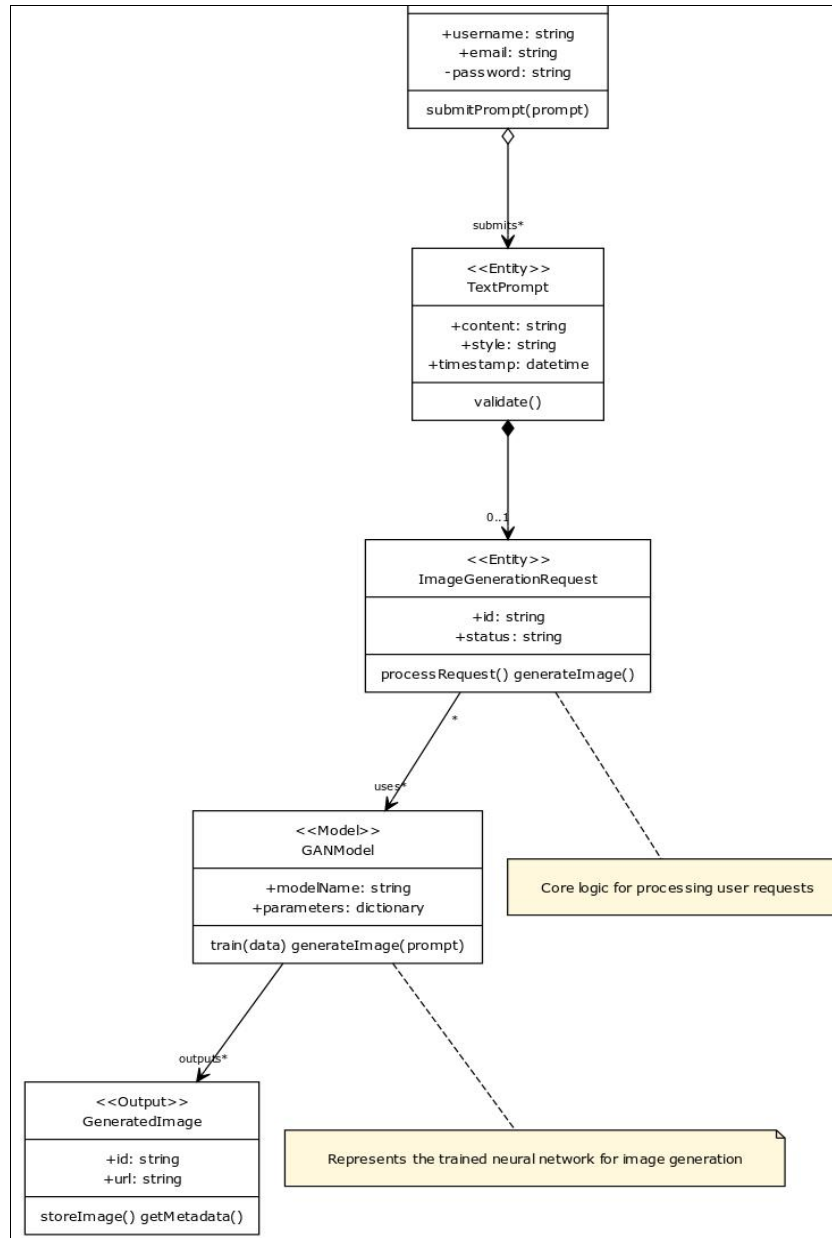 +username: string
+email: string
-password: string
submitPrompt(prompt)
submits*
<<Entity>>
TextPrompt
+content: string
+style: string
+timestamp: datetime
validate()
0..1
<<Entity>>
ImageGenerationRequest
+id: string
+status: string
processRequest() generateImage()
*
uses*
<<Model>>
GANModel
+modelName: string
+parameters: dictionary
train(data) generateImage(prompt)
Core logic for processing user requests
outputs*
<<Output>>
GeneratedImage
+id: string
+url: string
storeImage() getMetadata()
Represents the trained neural network for image generation